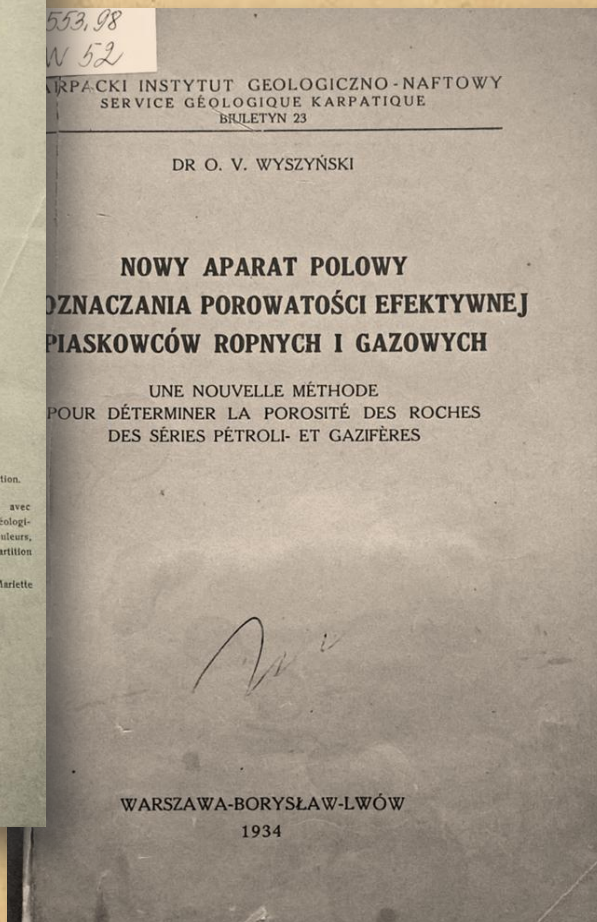 553.98
W 52
KARPACKI INSTYTUT GEOLOGICZNO-NAFTOWY
SERVICE GÉOLOGIQUE KARPATIQUE
BIULETYN 23
DR O. V. WYSZYŃSKI
NOWY APARAT POLOWY
OZNACZANIA POROWATOŚCI EFEKTYWNEJ
PIASKOWCÓW ROPNYCH I GAZOWYCH
UNE NOUVELLE MÉTHODE
POUR DÉTERMINER LA POROSITÉ DES ROCHES
DES SÉRIES PÉTROLI- ET GAZIFÈRES
tion.
avec
éologi-
uleurs,
artition
Mariette
WARSZAWA-BORYSŁAW-LWÓW
1934